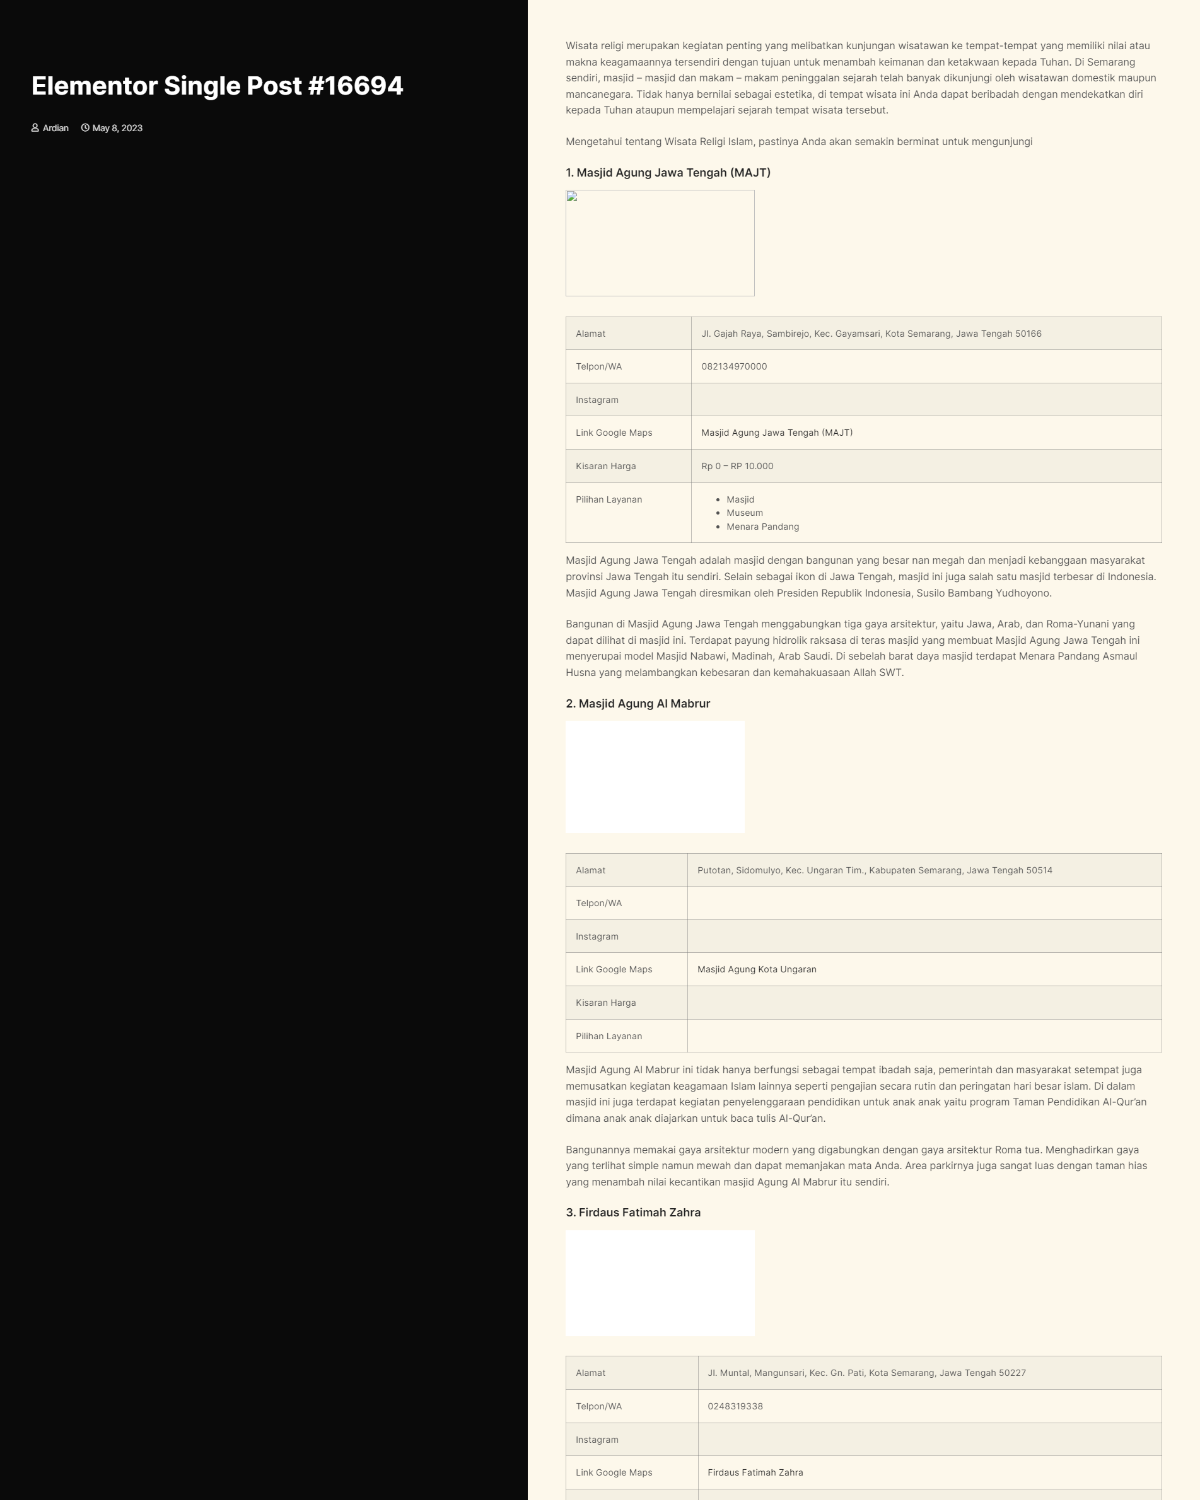 Elementor Single Post #16694
Ardian May 8, 2023
Wisata religi merupakan kegiatan penting yang melibatkan kunjungan wisatawan ke tempat-tempat yang memiliki nilai atau
makna keagamaannya tersendiri dengan tujuan untuk menambah keimanan dan ketakwaan kepada Tuhan. Di Semarang
sendiri, masjid – masjid dan makam – makam peninggalan sejarah telah banyak dikunjungi oleh wisatawan domestik maupun
mancanegara. Tidak hanya bernilai sebagai estetika, di tempat wisata ini Anda dapat beribadah dengan mendekatkan diri
kepada Tuhan ataupun mempelajari sejarah tempat wisata tersebut.
Mengetahui tentang Wisata Religi Islam, pastinya Anda akan semakin berminat untuk mengunjungi
1. Masjid Agung Jawa Tengah (MAJT)
Alamat Jl. Gajah Raya, Sambirejo, Kec. Gayamsari, Kota Semarang, Jawa Tengah 50166
Telpon/WA 082134970000
Instagram
Link Google Maps Masjid Agung Jawa Tengah (MAJT)
Kisaran Harga Rp 0 – RP 10.000
Pilihan Layanan • Masjid
• Museum
• Menara Pandang
Masjid Agung Jawa Tengah adalah masjid dengan bangunan yang besar nan megah dan menjadi kebanggaan masyarakat
provinsi Jawa Tengah itu sendiri. Selain sebagai ikon di Jawa Tengah, masjid ini juga salah satu masjid terbesar di Indonesia.
Masjid Agung Jawa Tengah diresmikan oleh Presiden Republik Indonesia, Susilo Bambang Yudhoyono.
Bangunan di Masjid Agung Jawa Tengah menggabungkan tiga gaya arsitektur, yaitu Jawa, Arab, dan Roma-Yunani yang
dapat dilihat di masjid ini. Terdapat payung hidrolik raksasa di teras masjid yang membuat Masjid Agung Jawa Tengah ini
menyerupai model Masjid Nabawi, Madinah, Arab Saudi. Di sebelah barat daya masjid terdapat Menara Pandang Asmaul
Husna yang melambangkan kebesaran dan kemahakuasaan Allah SWT.
2. Masjid Agung Al Mabrur
Alamat Putotan, Sidomulyo, Kec. Ungaran Tim., Kabupaten Semarang, Jawa Tengah 50514
Telpon/WA
Instagram
Link Google Maps Masjid Agung Kota Ungaran
Kisaran Harga
Pilihan Layanan
Masjid Agung Al Mabrur ini tidak hanya berfungsi sebagai tempat ibadah saja, pemerintah dan masyarakat setempat juga
memusatkan kegiatan keagamaan Islam lainnya seperti pengajian secara rutin dan peringatan hari besar islam. Di dalam
masjid ini juga terdapat kegiatan penyelenggaraan pendidikan untuk anak anak yaitu program Taman Pendidikan Al-Qur’an
dimana anak anak diajarkan untuk baca tulis Al-Qur’an.
Bangunannya memakai gaya arsitektur modern yang digabungkan dengan gaya arsitektur Roma tua. Menghadirkan gaya
yang terlihat simple namun mewah dan dapat memanjakan mata Anda. Area parkirnya juga sangat luas dengan taman hias
yang menambah nilai kecantikan masjid Agung Al Mabrur itu sendiri.
3. Firdaus Fatimah Zahra
Alamat Jl. Muntal, Mangunsari, Kec. Gn. Pati, Kota Semarang, Jawa Tengah 50227
Telpon/WA 0248319338
Instagram
Link Google Maps Firdaus Fatimah Zahra